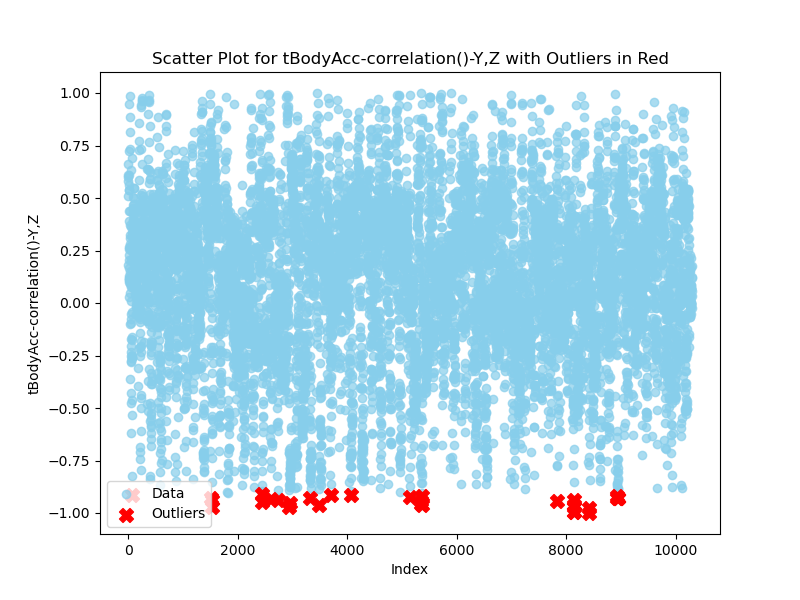 Scatter Plot for tBodyAcc-correlation()-Y,Z with Outliers in Red
tBodyAcc-correlation()-Y,Z
1.00
0.75
0.50
0.25
0.00
−0.25
−0.50
−0.75
−1.00
Data
Outliers
0 2000 4000 6000 8000 10000
Index